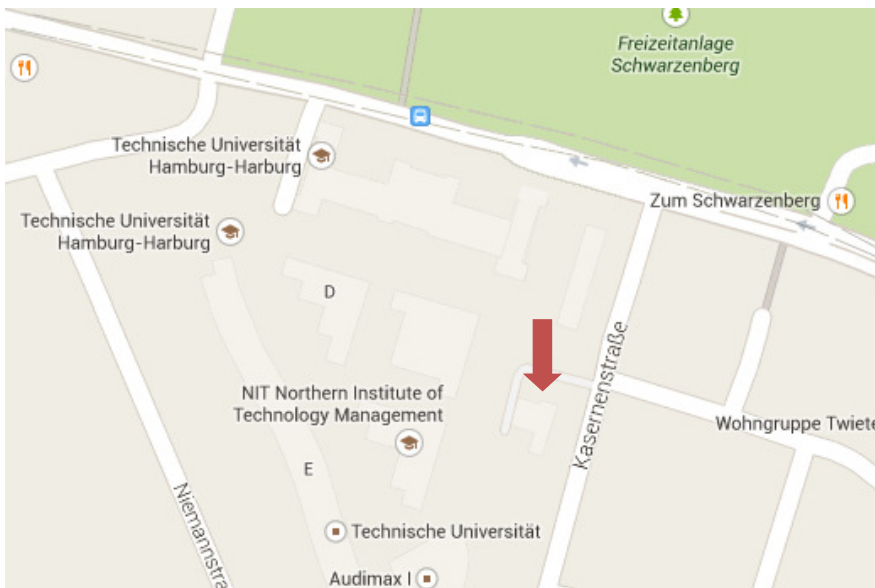 Freizeitanlage
Schwarzenberg
Technische Universität
Hamburg-Harburg
Zum Schwarzenberg
Technische Universität
Hamburg-Harburg
D
Kasernenstraße
NIT Northern Institute of
Technology Management
Wohngruppe Twiete
E
Niemannstra
Technische Universität
Audimax I